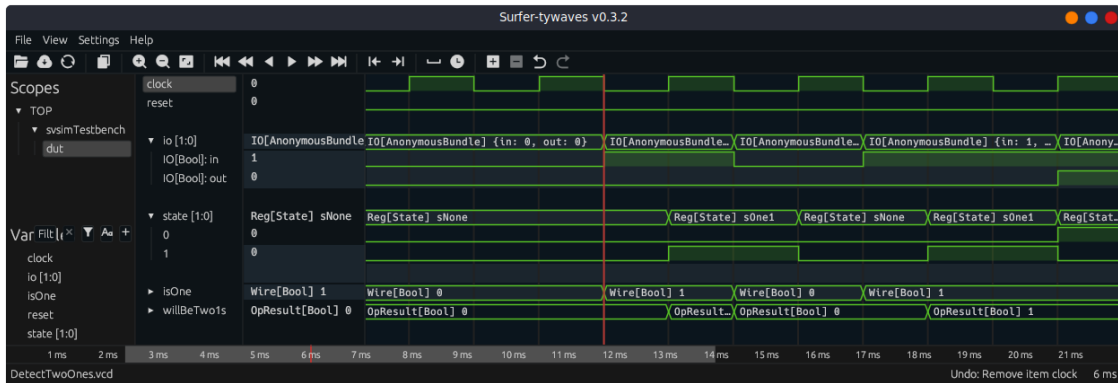 Surfer-tywaves v0.3.2
File View Settings Help
Scopes
TOP
svsimTestbench
dut
Filt
clock
io [1:0]
isOne
reset
state [1:0]
clock 0
reset 0
io [1:0] IO[AnonymousBundle IO[AnonymousBundle] {in: 0, out: 0} IO[AnonymousBundle… IO[AnonymousBundle… IO[AnonymousBundle] {in: 1, … IO[Anony…
IO[Bool]: in 1
IO[Bool]: out 0
state [1:0] Reg[State] sNone Reg[State] sNone Reg[State] sOne1 Reg[State] sNone Reg[State] sOne1 Reg[Stat…
0 0
1 0
isOne Wire[Bool] 1 Wire[Bool] 0 Wire[Bool] 1 Wire[Bool] 0 Wire[Bool] 1
willBeTwo1s OpResult[Bool] 0 OpResult[Bool] 0 OpResult… OpResult[Bool] 0 OpResult[Bool] 1
1 ms 2 ms 3 ms 4 ms 5 ms 6 ms 7 ms 8 ms 9 ms 10 ms 11 ms 12 ms 13 ms 14 ms 15 ms 16 ms 17 ms 18 ms 19 ms 20 ms 21 ms
DetectTwoOnes.vcd Undo: Remove item clock 6 ms